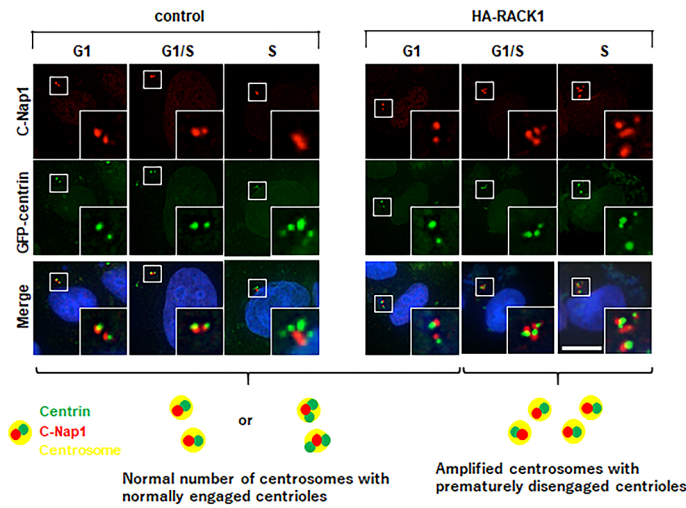 control HA-RACK1
G1 G1/S S G1 G1/S S
C-Nap1
GFP-centrin
Merge
Centrin
C-Nap1
Centrosome
or
Normal number of centrosomes with
normally engaged centrioles
Amplified centrosomes with
prematurely disengaged centrioles